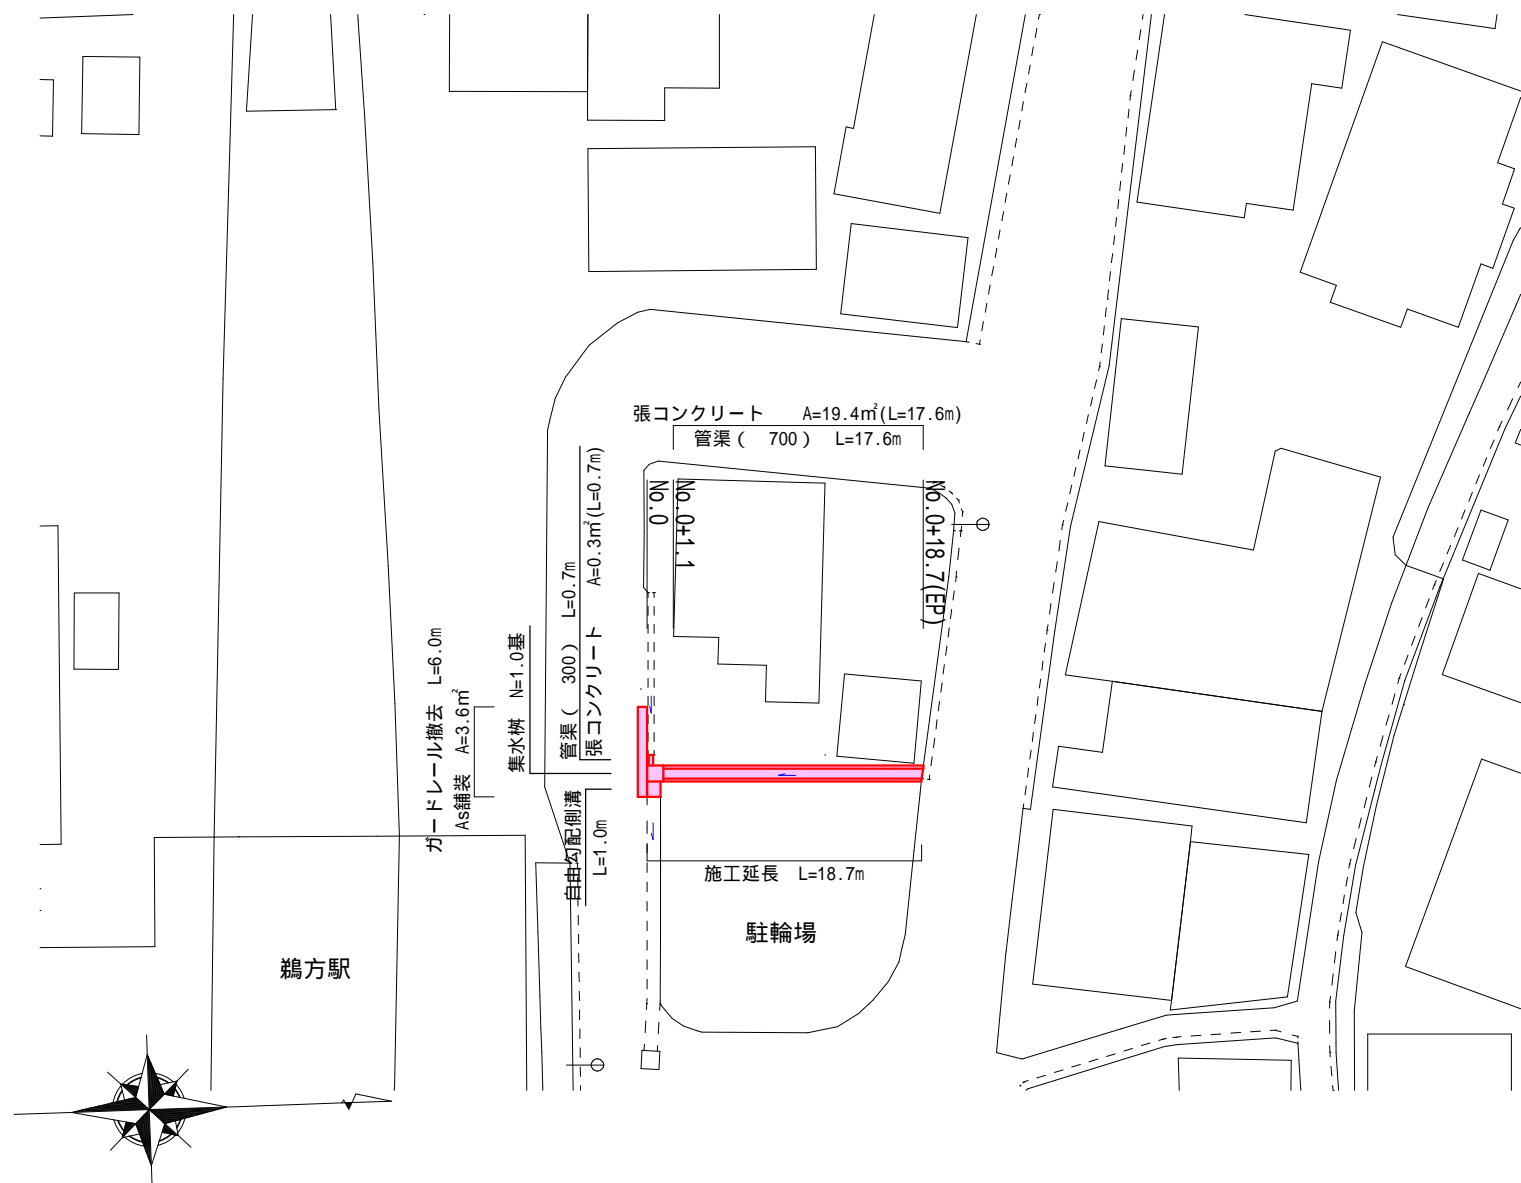 張コンクリート　　A=19.4㎡(L=17.6m)
管渠（　700）　L=17.6m
No.0
No.0+1.1
No.0+18.7(EP)
ガードレール撤去　L=6.0m
As舗装　A=3.6㎡
集水桝　N=1.0基
管渠（　300）　L=0.7m
張コンクリート　　A=0.3㎡(L=0.7m)
自由勾配側溝
L=1.0m
施工延長　L=18.7m
駐輪場
鵜方駅